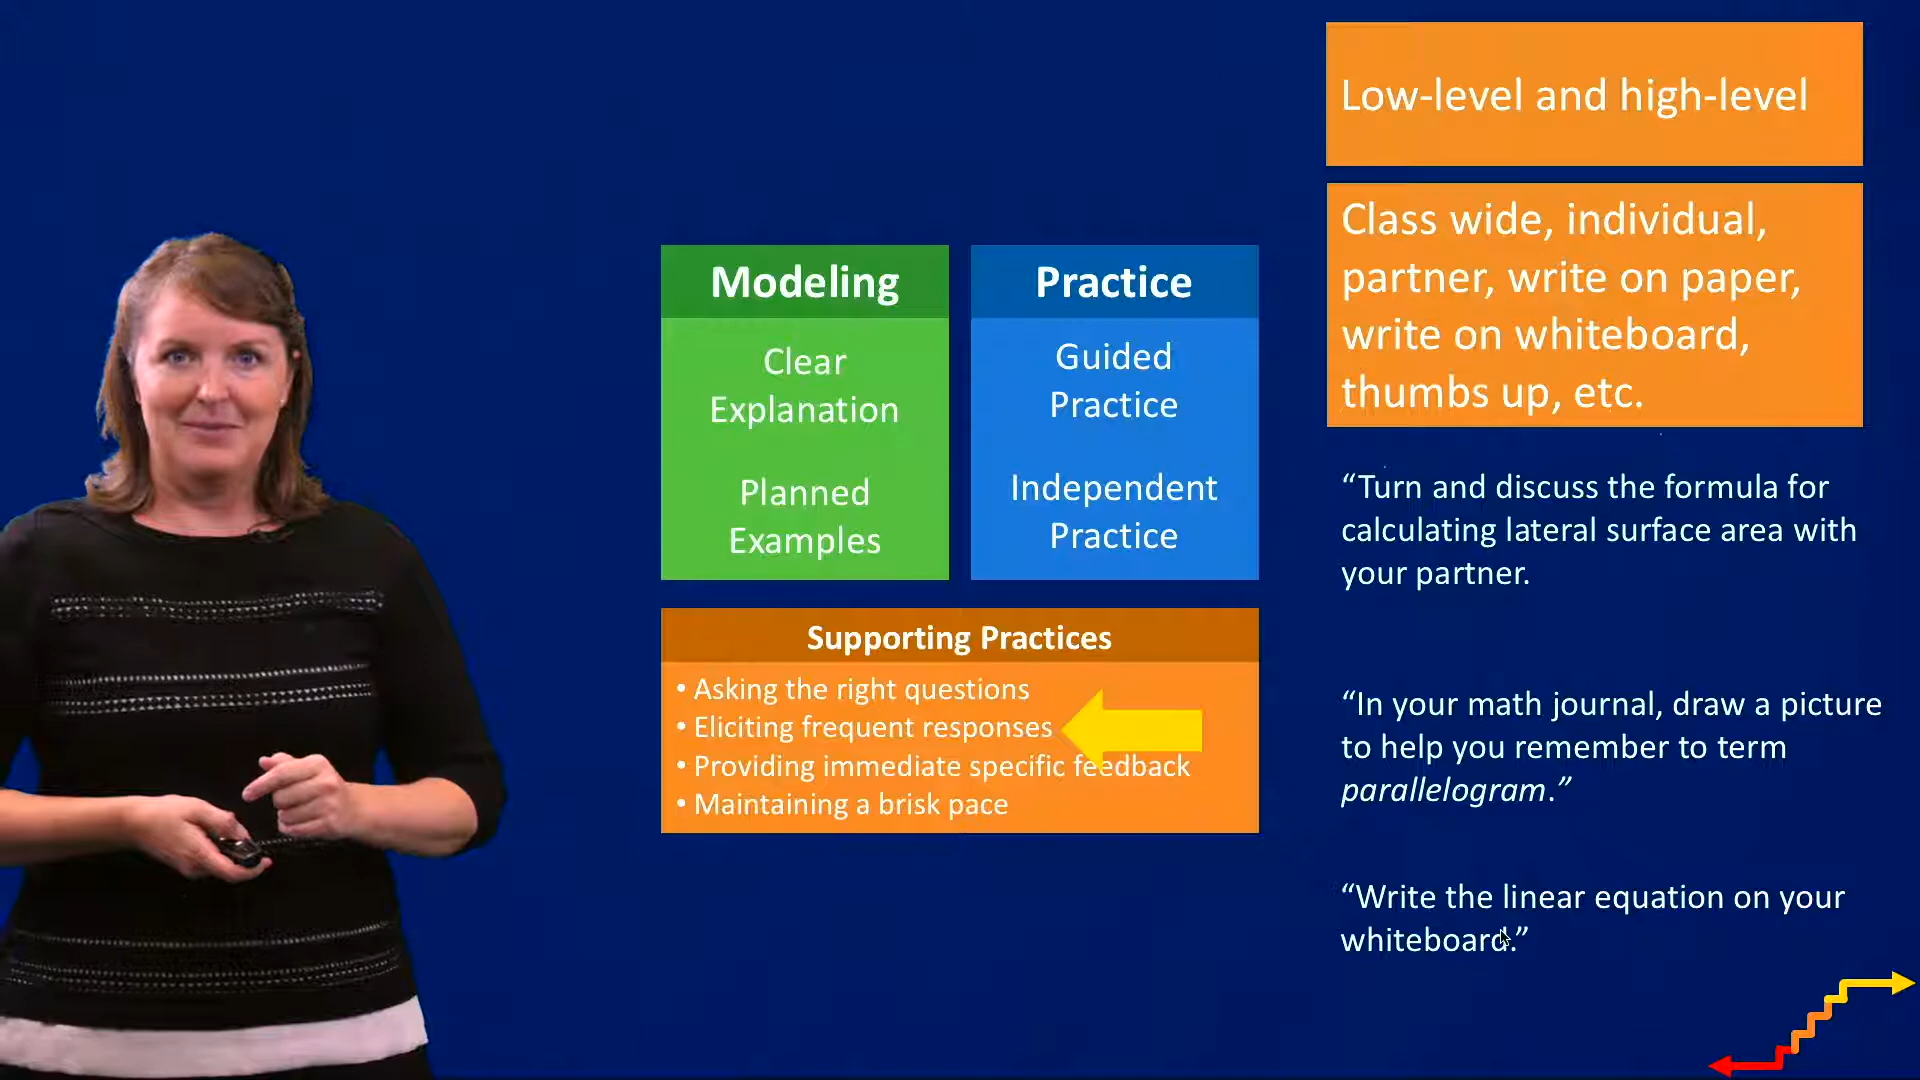 Low-level and high-level
Class wide, individual,
partner, write on paper,
write on whiteboard,
thumbs up, etc.
Modeling
Clear
Explanation
Planned
Examples
Practice
Guided
Practice
Independent
Practice
Supporting Practices
• Asking the right questions
• Eliciting frequent responses
• Providing immediate specific feedback
• Maintaining a brisk pace
“Turn and discuss the formula for
calculating lateral surface area with
your partner.
“In your math journal, draw a picture
to help you remember to term
parallelogram.”
“Write the linear equation on your
whiteboard.”